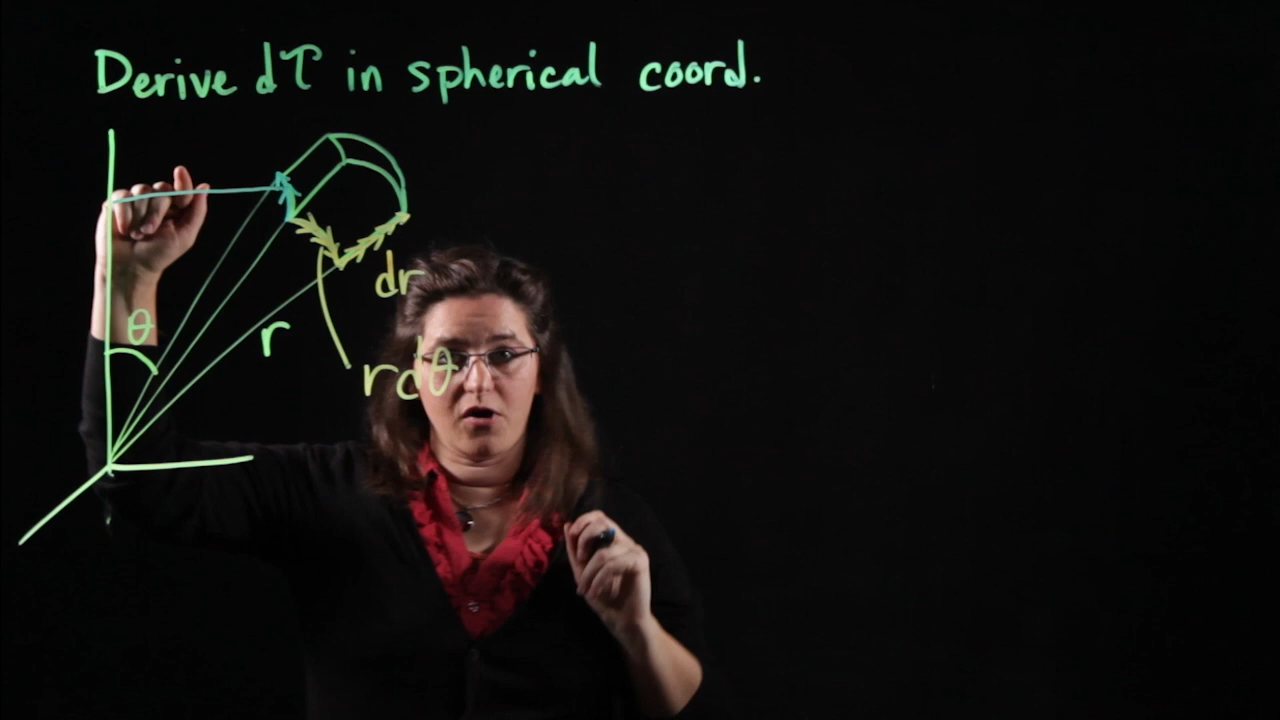 Derive dτ in spherical coord.
θ
r
dr
rdθ